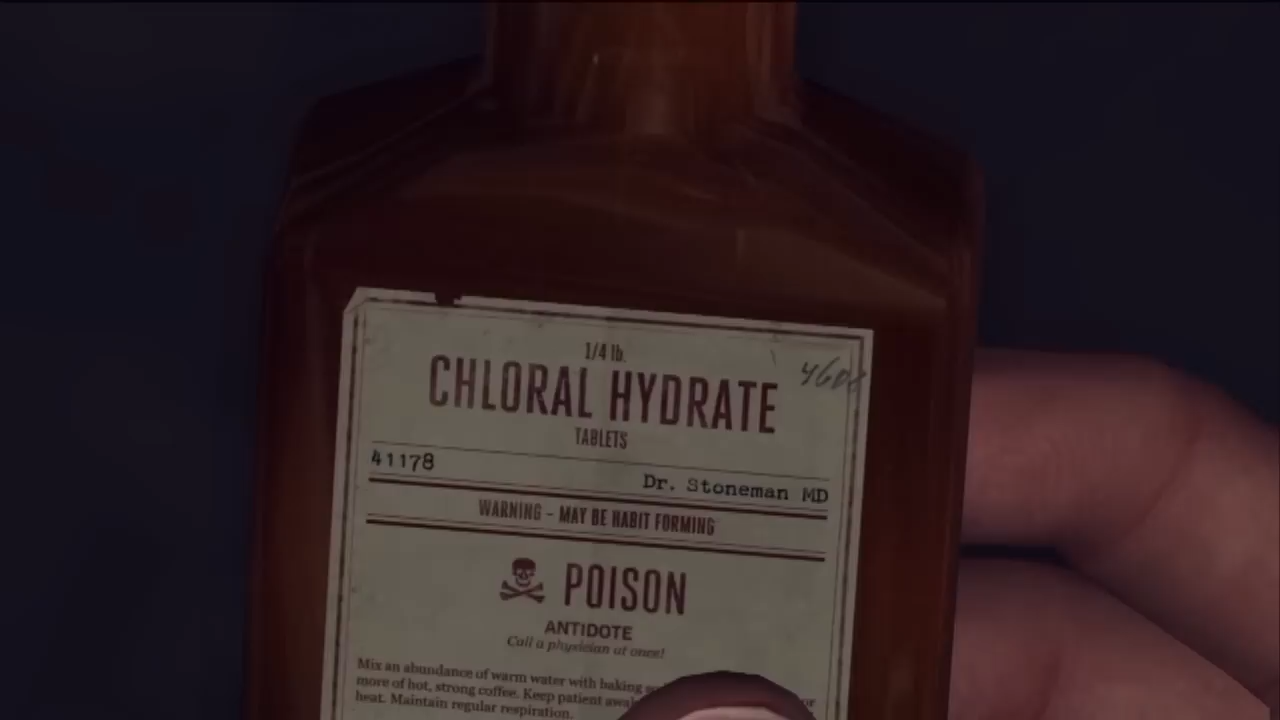 1/4 lb.
CHLORAL HYDRATE
TABLETS
41178
Dr. Stoneman MD
WARNING - MAY BE HABIT FORMING
POISON
ANTIDOTE
Call a physician at once!
Mix an abundance of warm water with baking
more of hot, strong coffee. Keep patient or
heat. Maintain regular respiration.